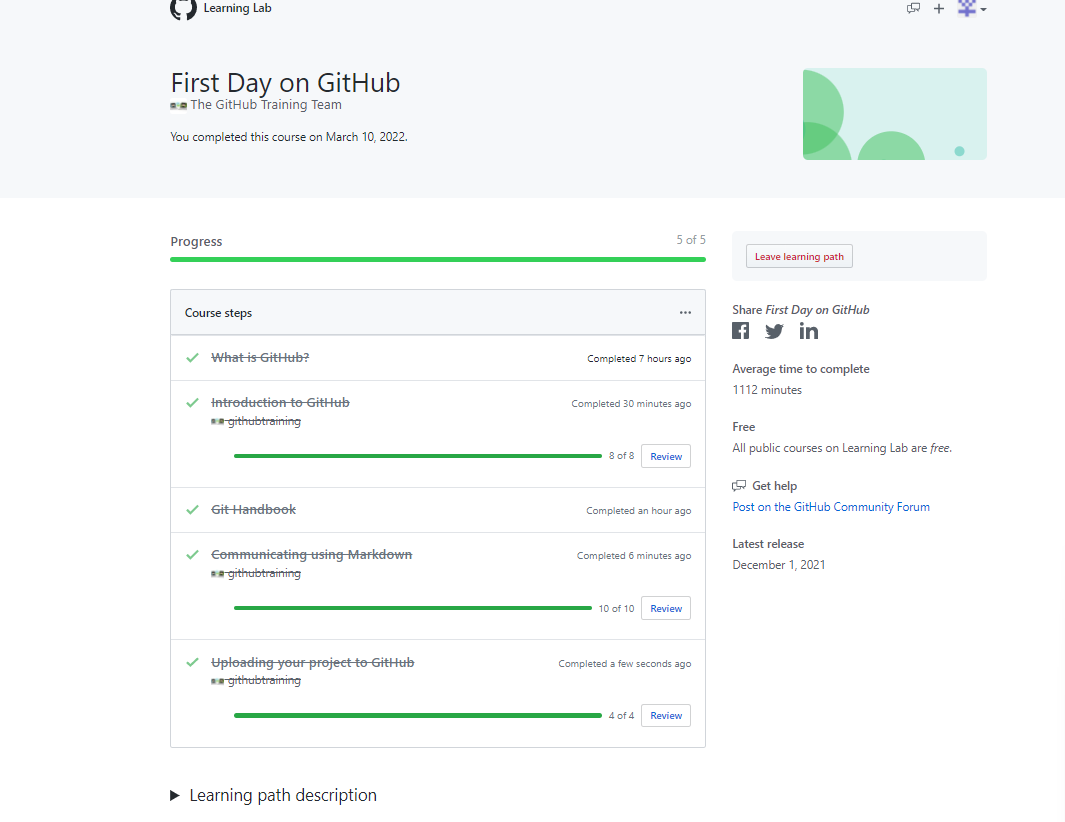 Learning Lab
First Day on GitHub
The GitHub Training Team
You completed this course on March 10, 2022.
Progress
5 of 5
Course steps
What is GitHub?
Completed 7 hours ago
Introduction to GitHub
Completed 30 minutes ago
githubtraining
8 of 8
Review
Git Handbook
Completed an hour ago
Communicating using Markdown
Completed 6 minutes ago
githubtraining
10 of 10
Review
Uploading your project to GitHub
Completed a few seconds ago
githubtraining
4 of 4
Review
Learning path description
Leave learning path
Share First Day on GitHub
Average time to complete
1112 minutes
Free
All public courses on Learning Lab are free.
Get help
Post on the GitHub Community Forum
Latest release
December 1, 2021